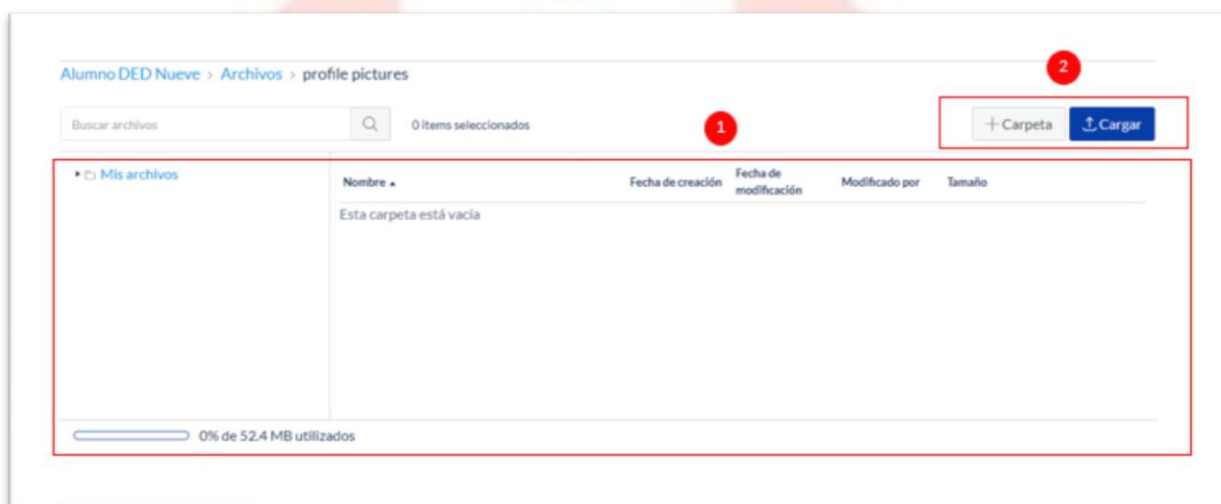 Alumno DED Nueve > Archivos > profile pictures
2
Buscar archivos
0 items seleccionados
1
+ Carpeta
Cargar
Mis archivos
Nombre
Fecha de creación
Fecha de
modificación
Modificado por
Tamaño
Esta carpeta está vacía
0% de 52.4 MB utilizados